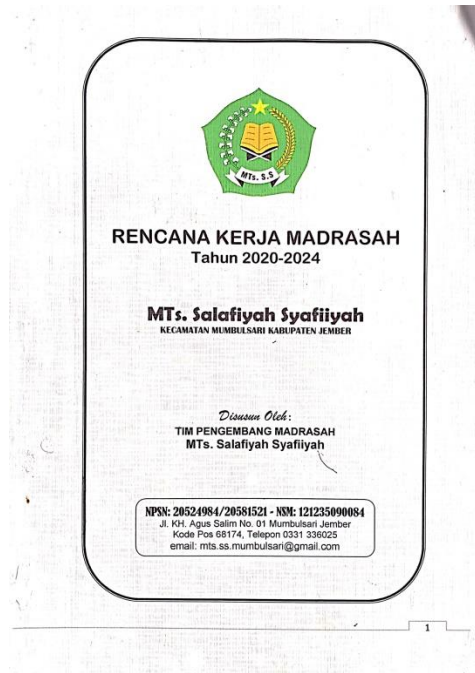 MTs. S.S
RENCANA KERJA MADRASAH
Tahun 2020-2024
MTs. Salafiyah Syafiiyah
KECAMATAN MUMBULSARI KABUPATEN JEMBER
Disusun Oleh:
TIM PENGEMBANG MADRASAH
MTs. Salafiyah Syafiiyah
NPSN: 20524984/20581521 - NSM: 121235090084
Jl. KH. Agus Salim No. 01 Mumbulsari Jember
Kode Pos 68174, Telepon 0331 336025
email: mts.ss.mumbulsari@gmail.com
1